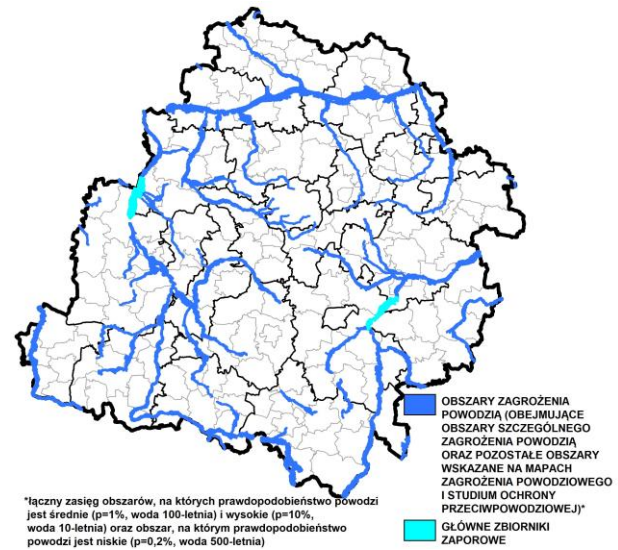 OBSZARY ZAGROŻENIA
POWODZIĄ (OBEJMUJĄCE
OBSZARY SZCZEGÓLNEGO
ZAGROŻENIA POWODZIĄ
ORAZ POZOSTAŁE OBSZARY
WSKAZANE NA MAPACH
ZAGROŻENIA POWODZIOWEGO
I STUDIUM OCHRONY
PRZECIWPOWODZIOWEJ)*
GŁÓWNE ZBIORNIKI
ZAPOROWE
*łączny zasięg obszarów, na których prawdopodobieństwo powodzi
jest średnie (p=1%, woda 100-letnia) i wysokie (p=10%,
woda 10-letnia) oraz obszar, na którym prawdopodobieństwo
powodzi jest niskie (p=0,2%, woda 500-letnia)